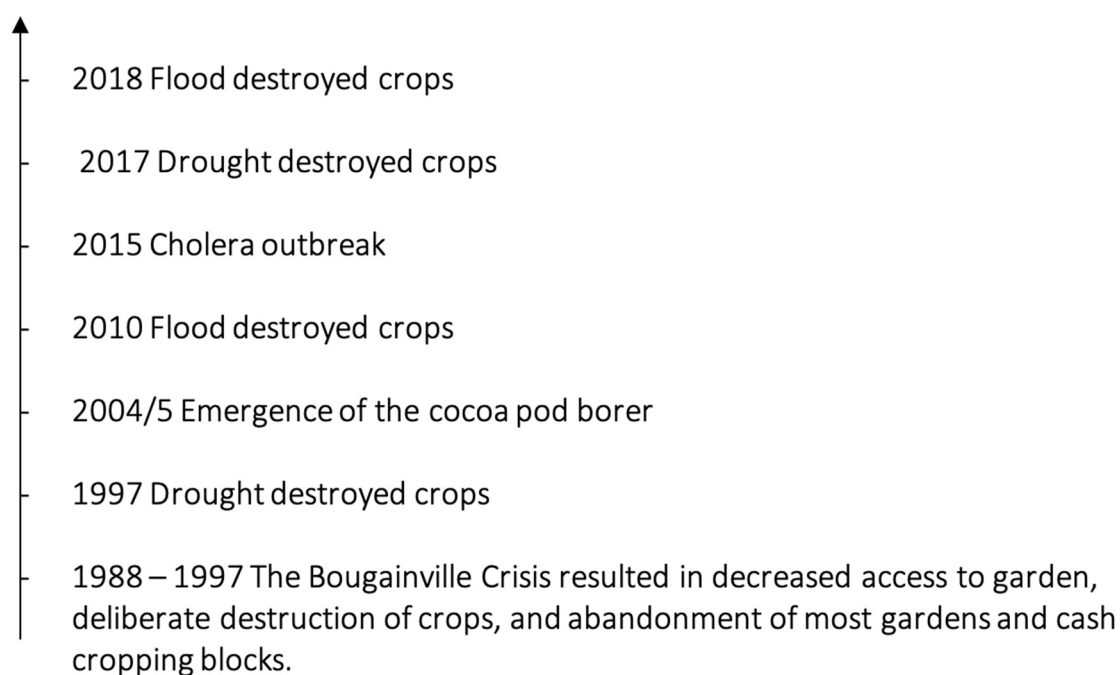 2018 Flood destroyed crops
2017 Drought destroyed crops
2015 Cholera outbreak
2010 Flood destroyed crops
2004/5 Emergence of the cocoa pod borer
1997 Drought destroyed crops
1988 – 1997 The Bougainville Crisis resulted in decreased access to garden,
deliberate destruction of crops, and abandonment of most gardens and cash
cropping blocks.